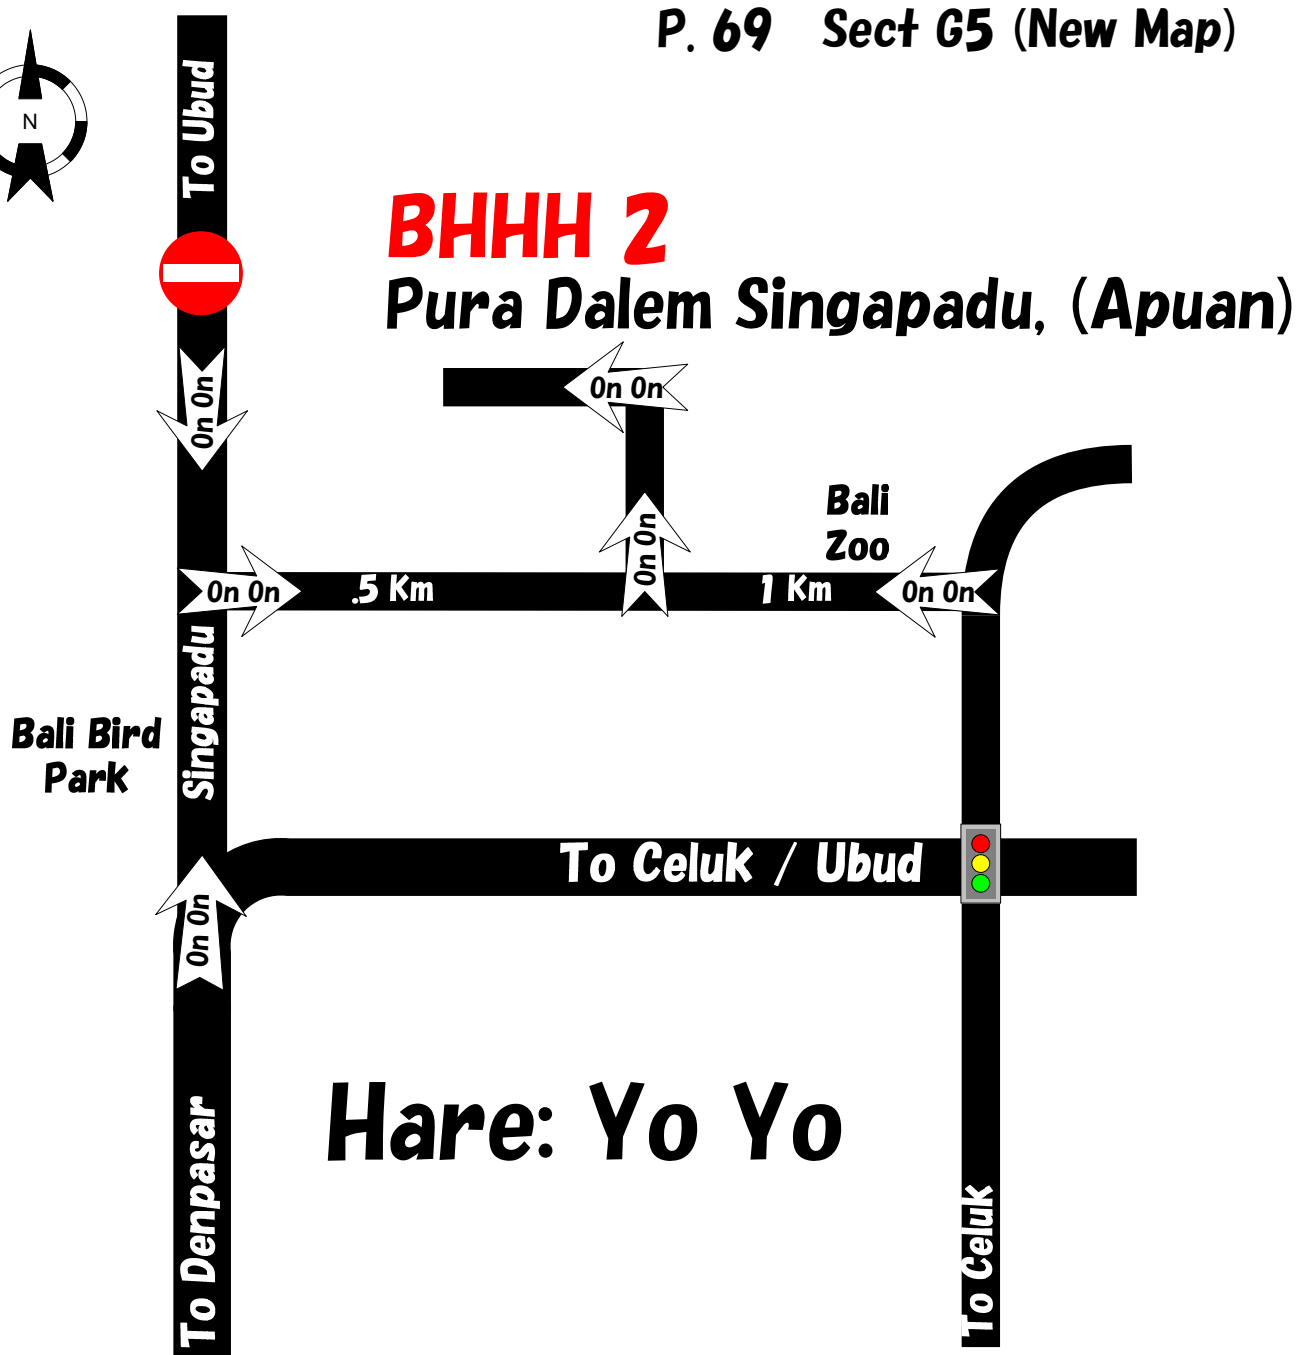 P. 69 Sect G5 (New Map)
N
To Ubud
BHHH 2
Pura Dalem Singapadu, (Apuan)
On On
On On
Bali
Zoo
On On
On On
.5 Km
1 Km
On On
Singapadu
Bali Bird
Park
To Celuk / Ubud
On On
Hare: Yo Yo
To Denpasar
To Celuk